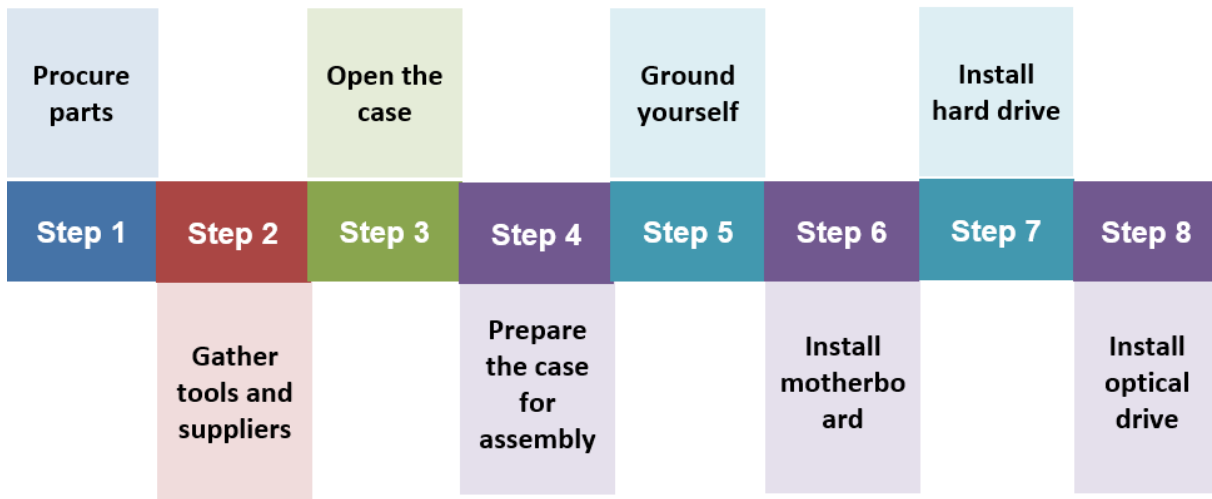 Procure
parts
Open the
case
Ground
yourself
Install
hard drive
Step 1
Step 2
Step 3
Step 4
Step 5
Step 6
Step 7
Step 8
Gather
tools and
suppliers
Prepare
the case
for
assembly
Install
motherbo
ard
Install
optical
drive